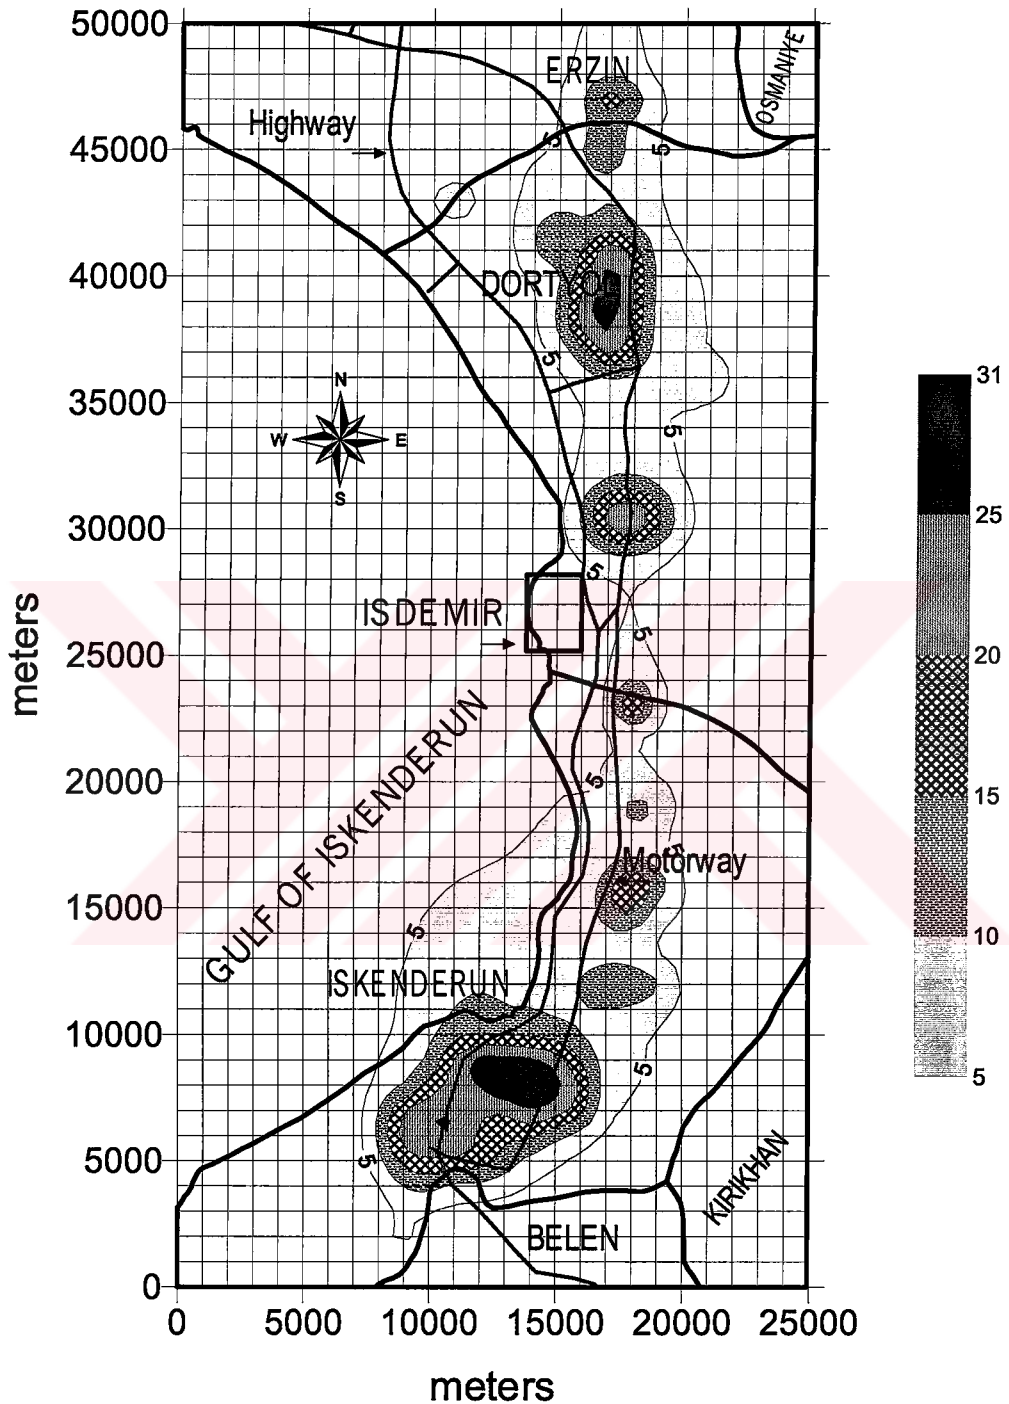 50000
45000
40000
35000
30000
25000
20000
15000
10000
5000
0
meters
0
5000
10000
15000
20000
25000
meters
ERZIN
OSMANIYE
Highway
5
5
DORTYOL
5
N
W E
S
5
5
ISDEMIR
5
GULF OF ISKENDERUN
5
5
Motorway
5
ISKENDERUN
5
5
BELEN
KIRIKHAN
31
25
20
15
10
5